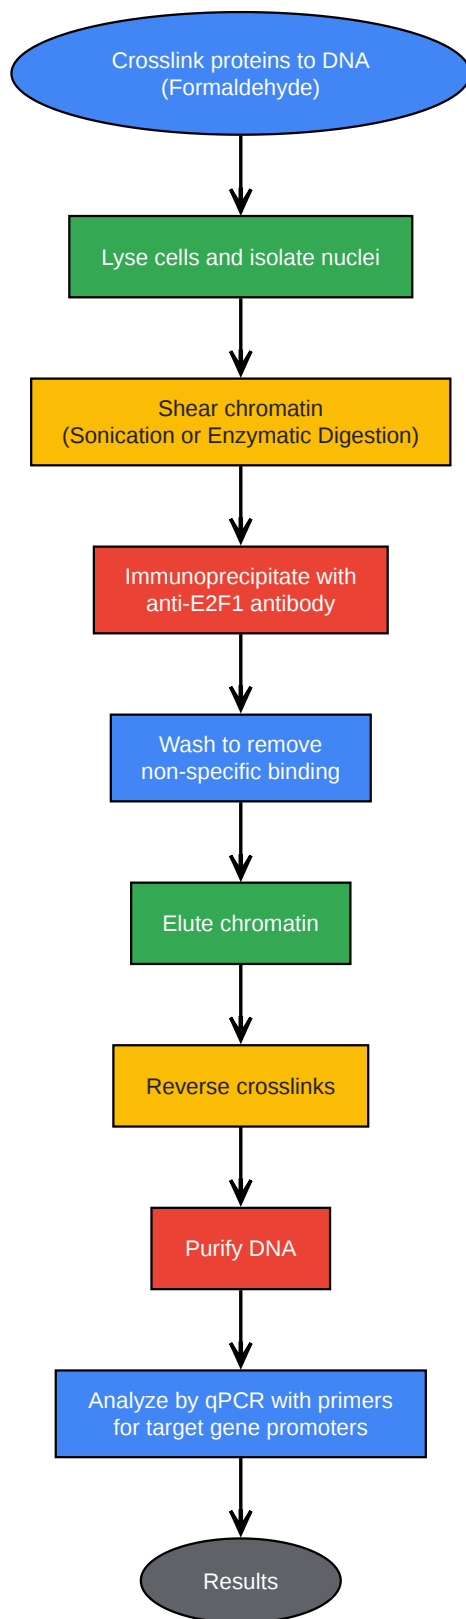 Crosslink proteins to DNA
(Formaldehyde)
Lyse cells and isolate nuclei
Shear chromatin
(Sonication or Enzymatic Digestion)
Immunoprecipitate with
anti-E2F1 antibody
Wash to remove
non-specific binding
Elute chromatin
Reverse crosslinks
Purify DNA
Analyze by qPCR with primers
for target gene promoters
Results